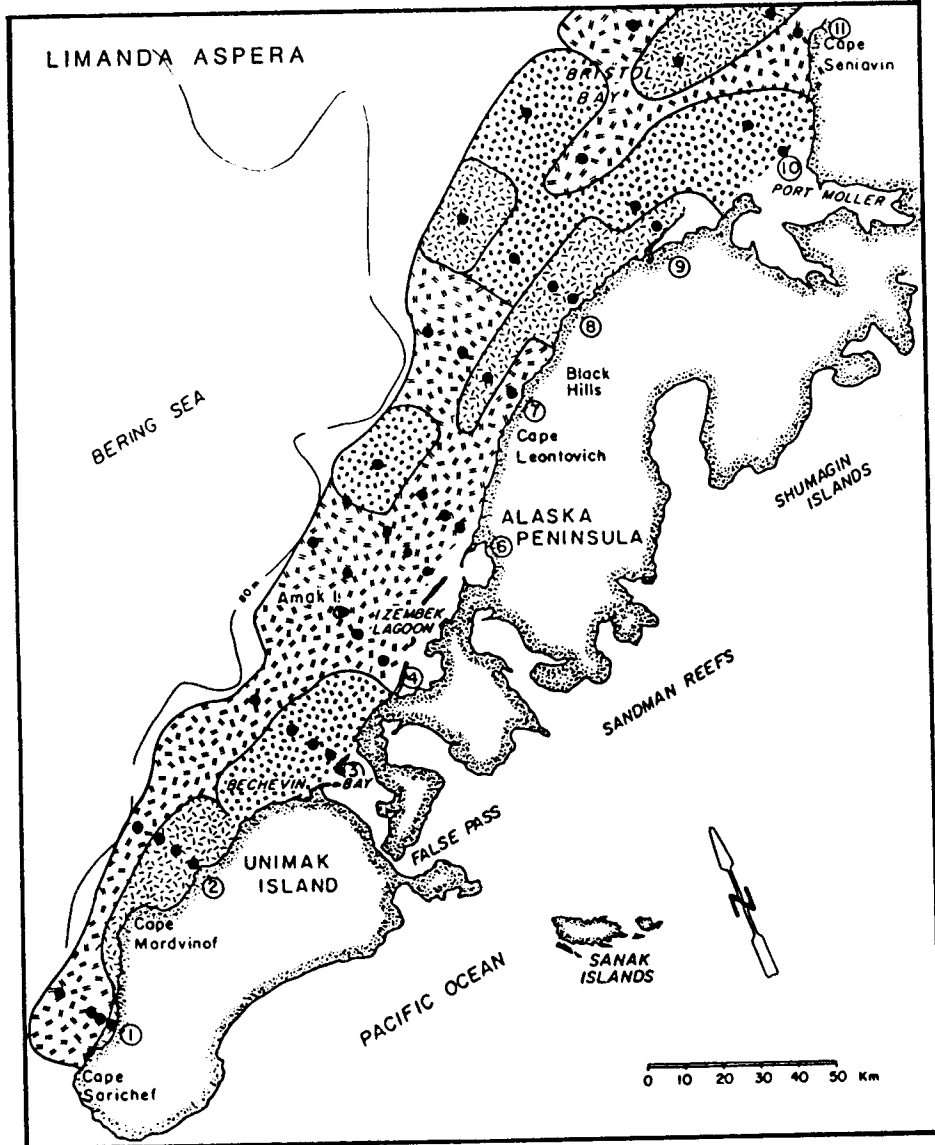 LIMANDA ASPERA
BRISTOL
BAY
11
Cape
Seniavin
10
PORT MOLLER
9
8
Black
Hills
7
Cape
Leontovich
BERING SEA
SHUMAGIN
ISLANDS
ALASKA
PENINSULA
6
80 m
Amak I.
IZEMBEK
LAGOON
4
SANDMAN REEFS
3
BECHEVIN BAY
FALSE PASS
UNIMAK
ISLAND
2
Cape
Mordvinof
N
SANAK
ISLANDS
PACIFIC OCEAN
1
Cape
Sarichef
0 10 20 30 40 50 Km